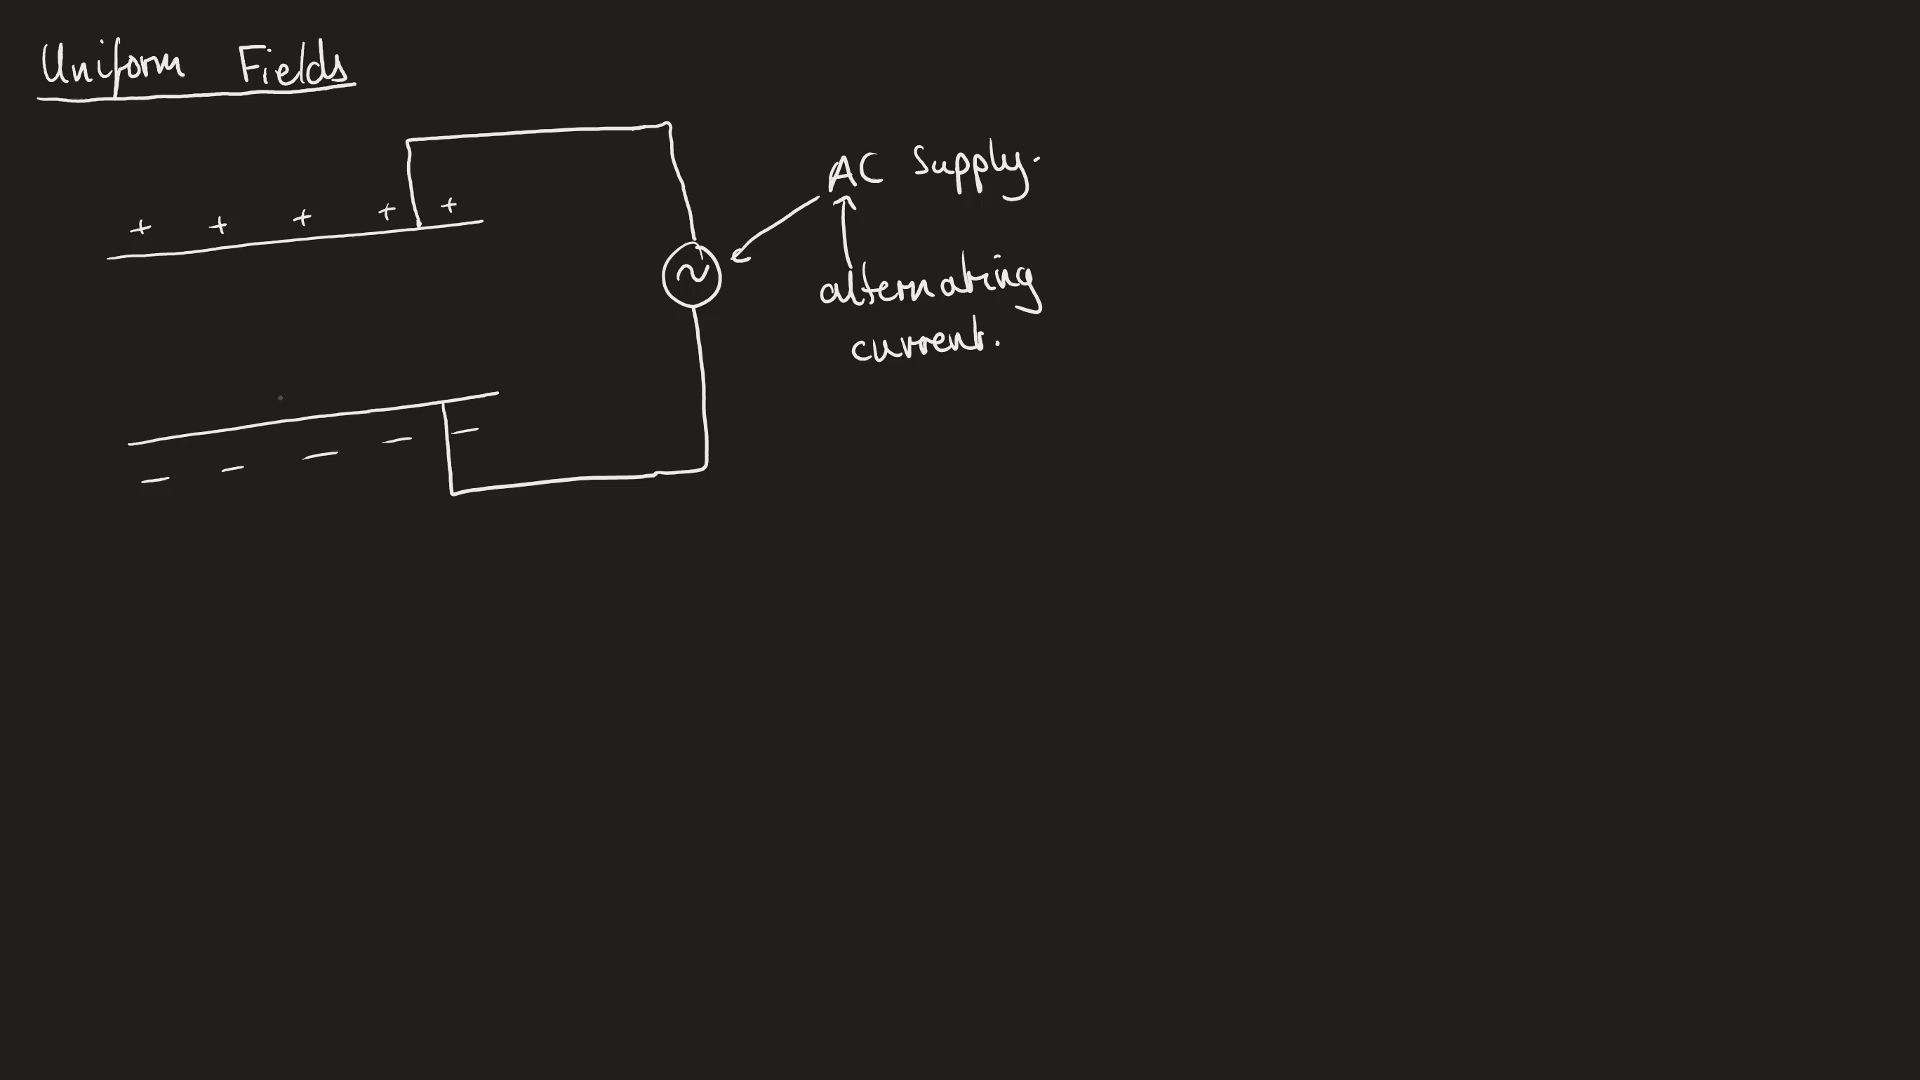 Uniform Fields
AC Supply.
+ + + + +
~
alternating
current.
− − − − −